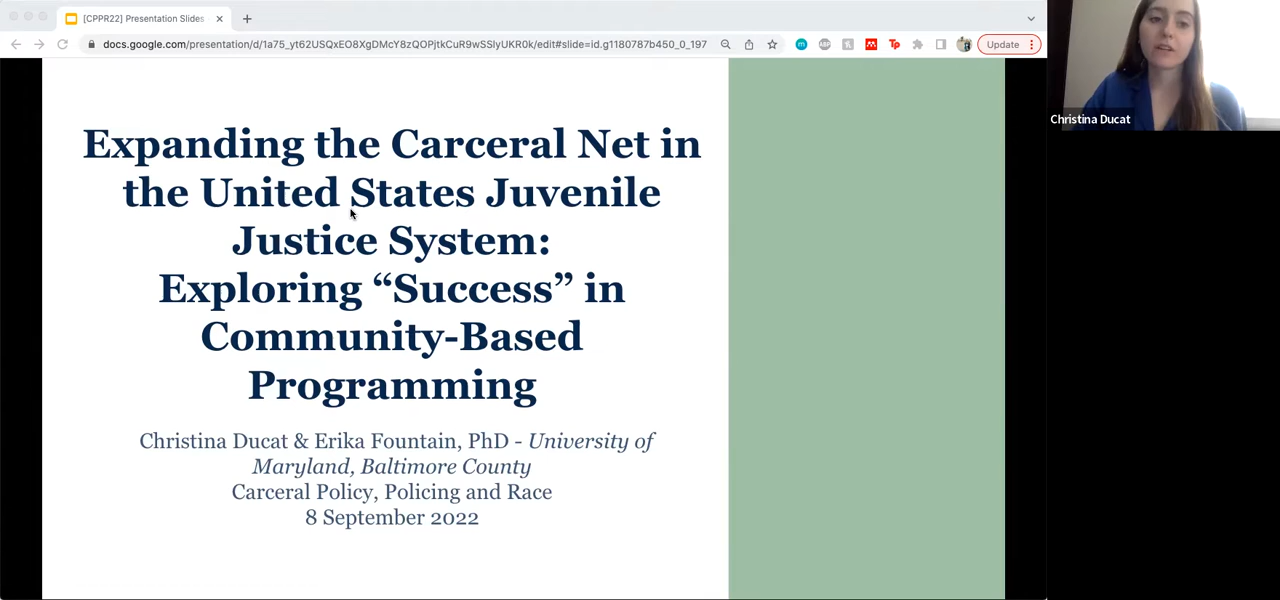 [CPPR22] Presentation Slides
docs.google.com/presentation/d/1a75_yt62USQxEO8XgDMcY8zQOPjtkCuR9wSSlyUKR0k/edit#slide=id.g1180787b450_0_197
ABP
Tp
Update
Expanding the Carceral Net in
the United States Juvenile
Justice System:
Exploring “Success” in
Community-Based
Programming
Christina Ducat & Erika Fountain, PhD - University of
Maryland, Baltimore County
Carceral Policy, Policing and Race
8 September 2022
Christina Ducat